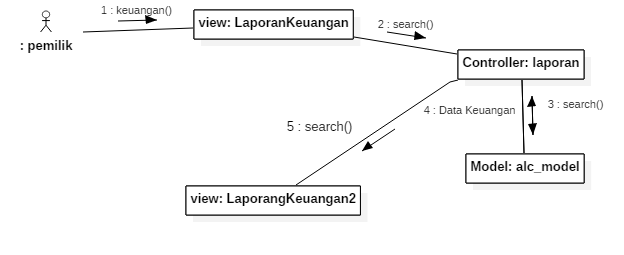 1 : keuangan()
: pemilik
view: LaporanKeuangan
2 : search()
Controller: laporan
3 : search()
4 : Data Keuangan
5 : search()
Model: alc_model
view: LaporangKeuangan2